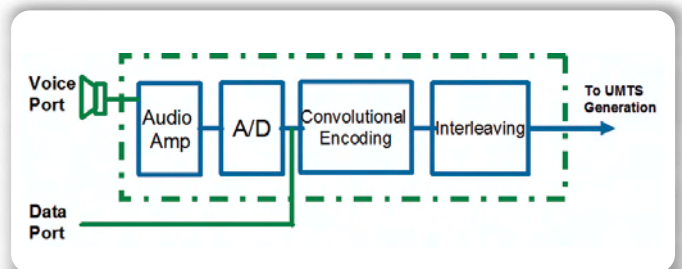 Voice
Port
Audio
Amp
A/D
Convolutional
Encoding
Interleaving
To UMTS
Generation
Data
Port